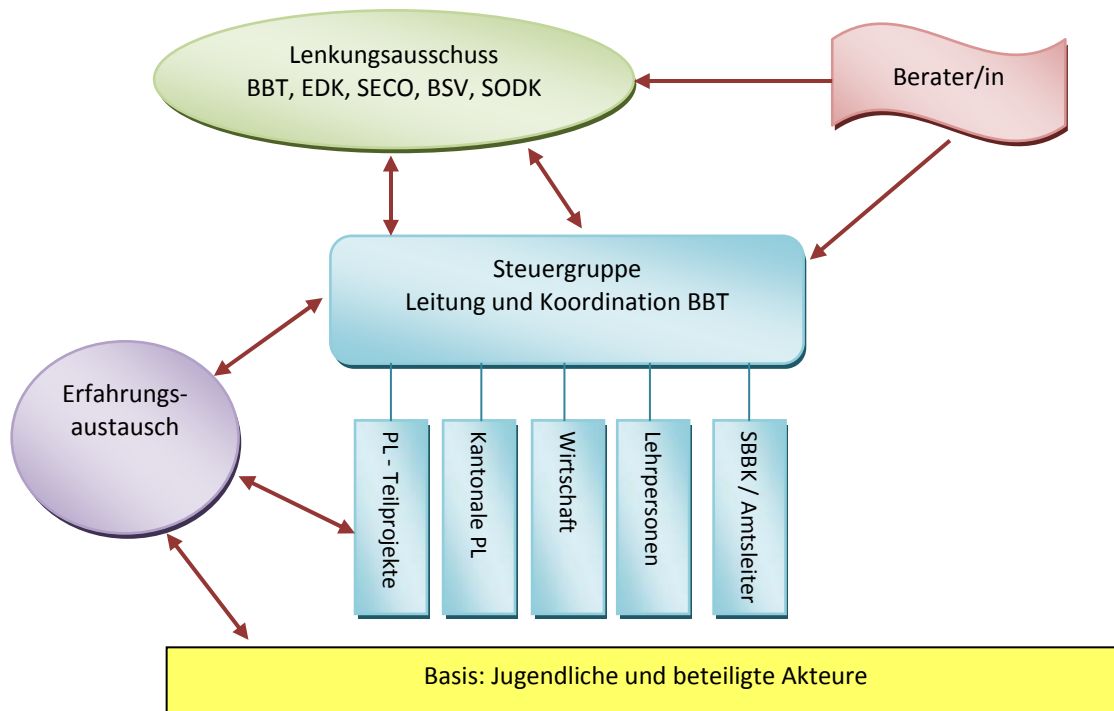 Lenkungsausschuss
BBT, EDK, SECO, BSV, SODK
Berater/in
Steuergruppe
Leitung und Koordination BBT
Erfahrungs-
austausch
PL - Teilprojekte
Kantonale PL
Wirtschaft
Lehrpersonen
SBBK / Amtsleiter
Basis: Jugendliche und beteiligte Akteure